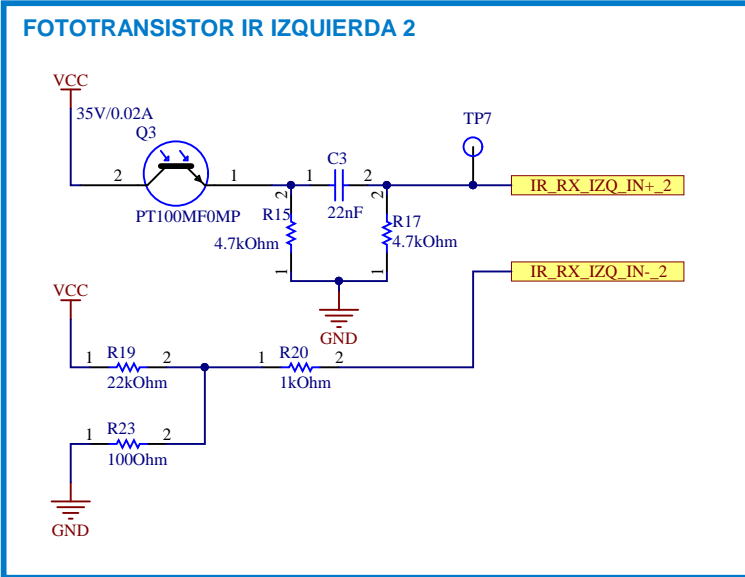 FOTOTRANSISTOR IR IZQUIERDA 2
VCC
35V/0.02A
Q3
TP7
2
1
1
C3
2
IR_RX_IZQ_IN+_2
PT100MF0MP
22nF
2
R15
4.7kOhm
1
2
R17
4.7kOhm
1
IR_RX_IZQ_IN-_2
GND
VCC
1
R19
2
22kOhm
1
R20
2
1kOhm
1
R23
2
100Ohm
GND